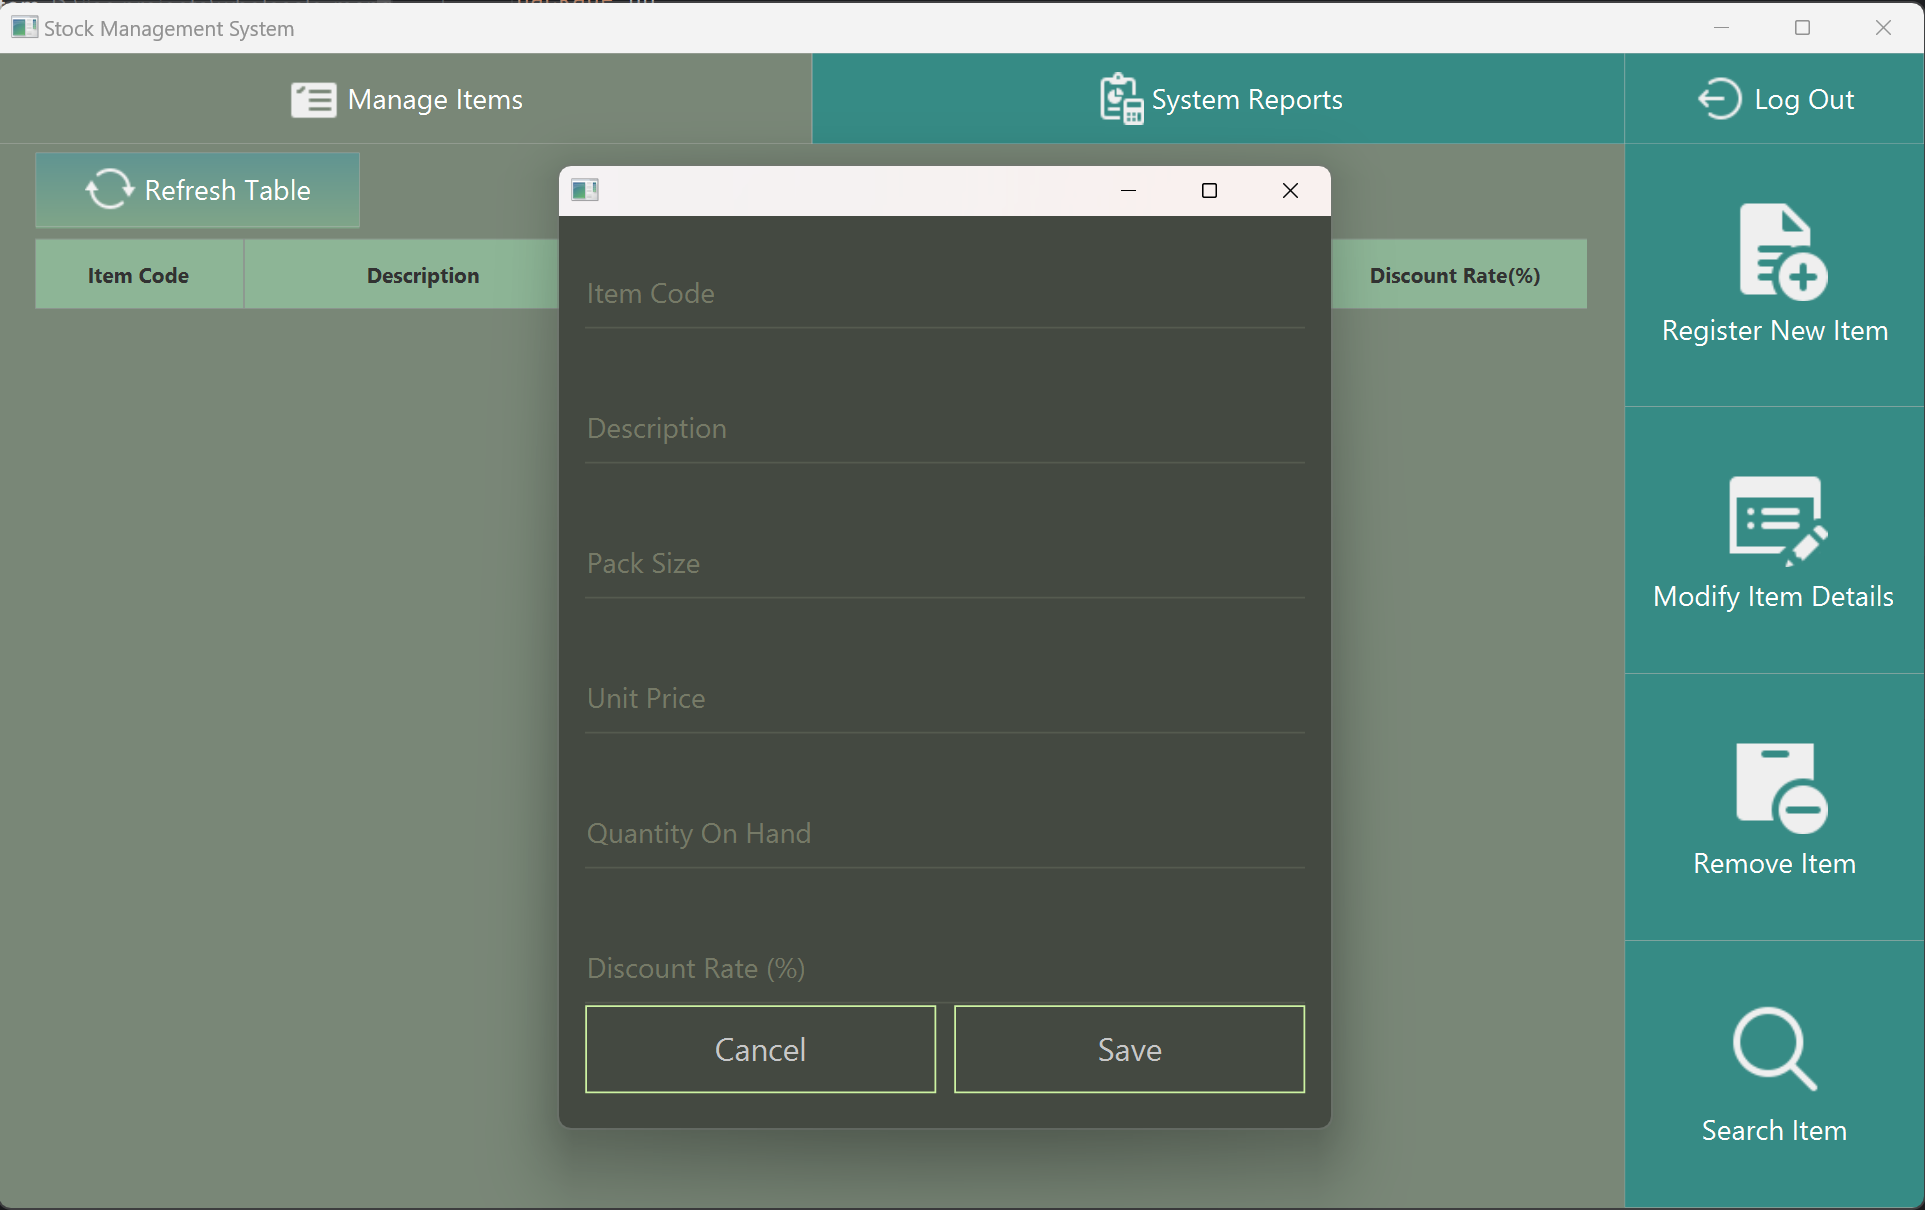 Stock Management System
Manage Items
System Reports
Log Out
Refresh Table
Item Code
Description
Discount Rate(%)
Item Code
Description
Pack Size
Unit Price
Quantity On Hand
Discount Rate (%)
Cancel
Save
Register New Item
Modify Item Details
Remove Item
Search Item